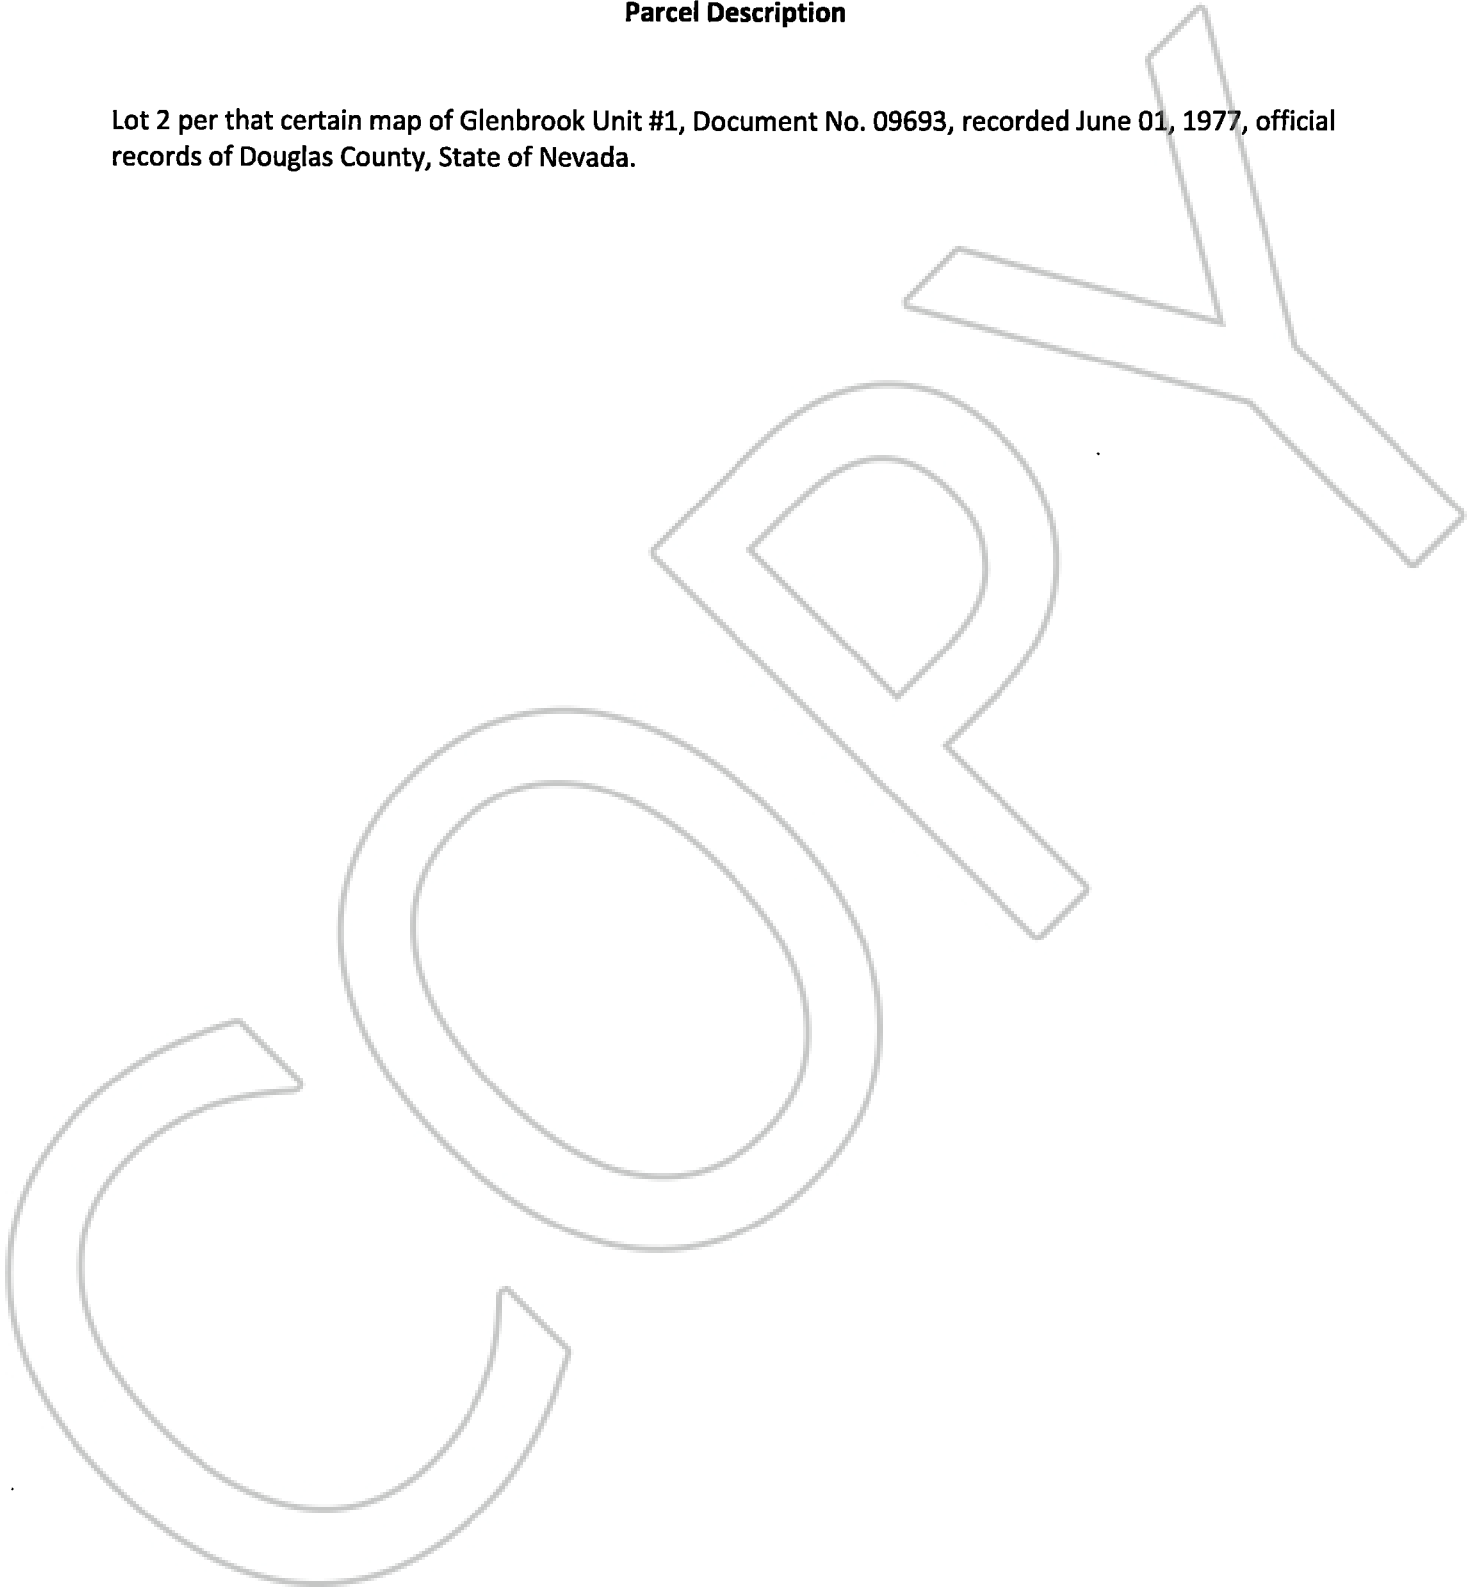 Parcel Description
Lot 2 per that certain map of Glenbrook Unit #1, Document No. 09693, recorded June 01, 1977, official
records of Douglas County, State of Nevada.
COPY